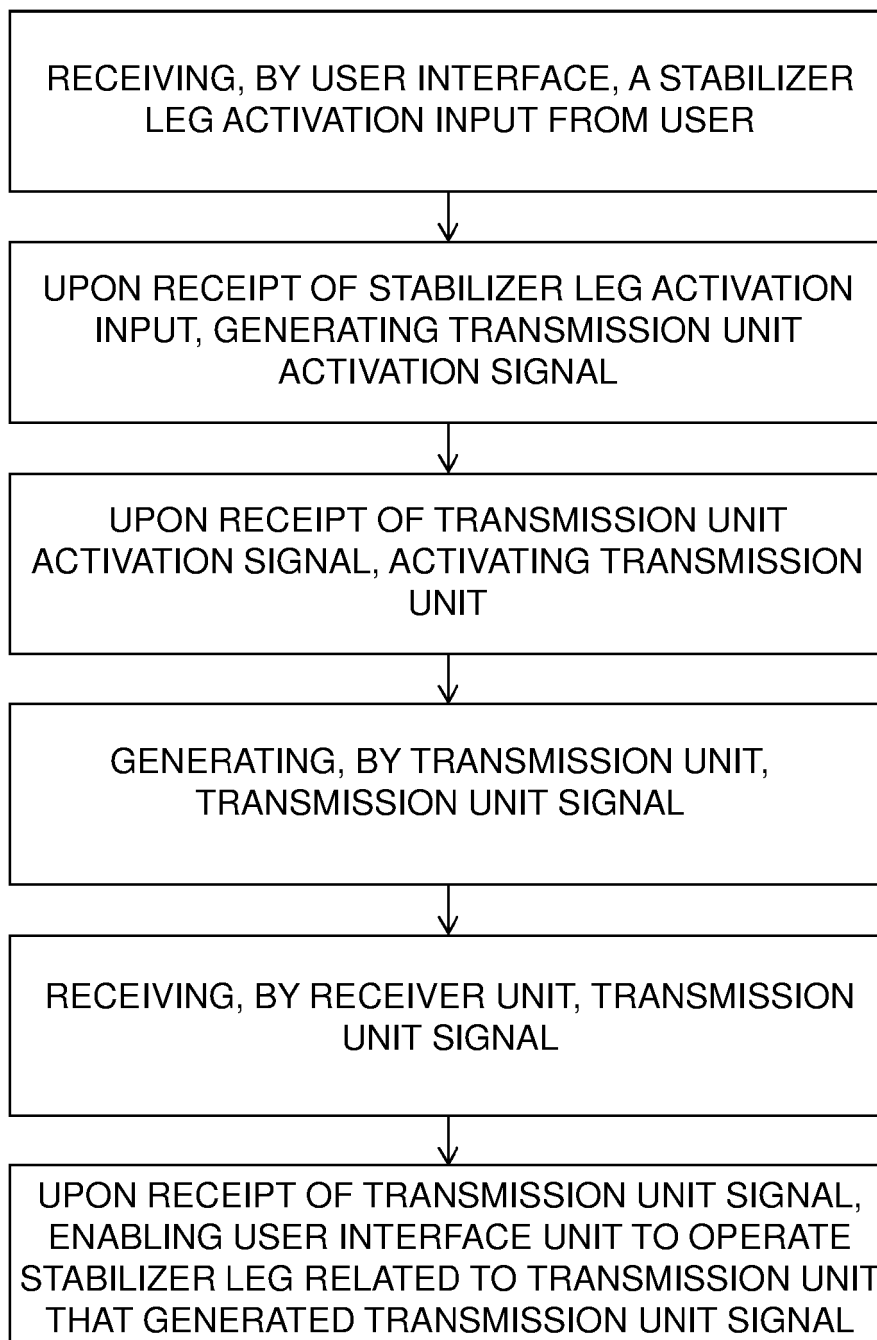 RECEIVING, BY USER INTERFACE, A STABILIZER
LEG ACTIVATION INPUT FROM USER
UPON RECEIPT OF STABILIZER LEG ACTIVATION
INPUT, GENERATING TRANSMISSION UNIT
ACTIVATION SIGNAL
UPON RECEIPT OF TRANSMISSION UNIT
ACTIVATION SIGNAL, ACTIVATING TRANSMISSION
UNIT
GENERATING, BY TRANSMISSION UNIT,
TRANSMISSION UNIT SIGNAL
RECEIVING, BY RECEIVER UNIT, TRANSMISSION
UNIT SIGNAL
UPON RECEIPT OF TRANSMISSION UNIT SIGNAL,
ENABLING USER INTERFACE UNIT TO OPERATE
STABILIZER LEG RELATED TO TRANSMISSION UNIT
THAT GENERATED TRANSMISSION UNIT SIGNAL